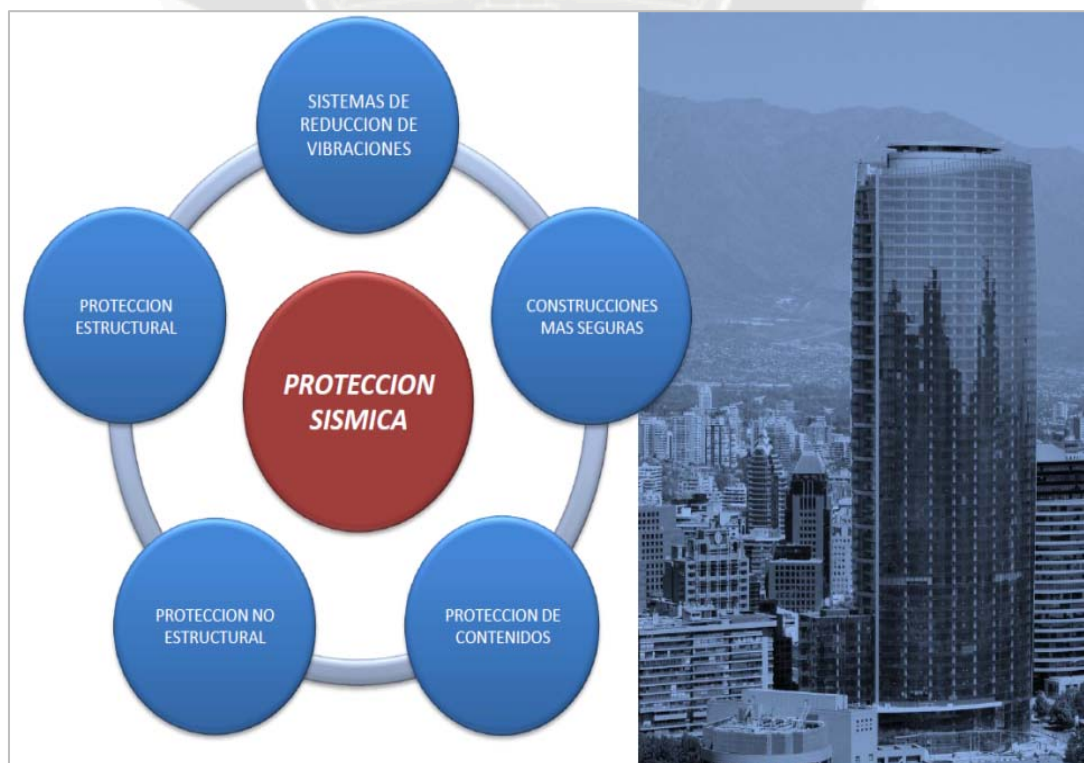 SISTEMAS DE
REDUCCION DE
VIBRACIONES
PROTECCION
ESTRUCTURAL
CONSTRUCCIONES
MAS SEGURAS
PROTECCION
SISMICA
PROTECCION NO
ESTRUCTURAL
PROTECCION DE
CONTENIDOS